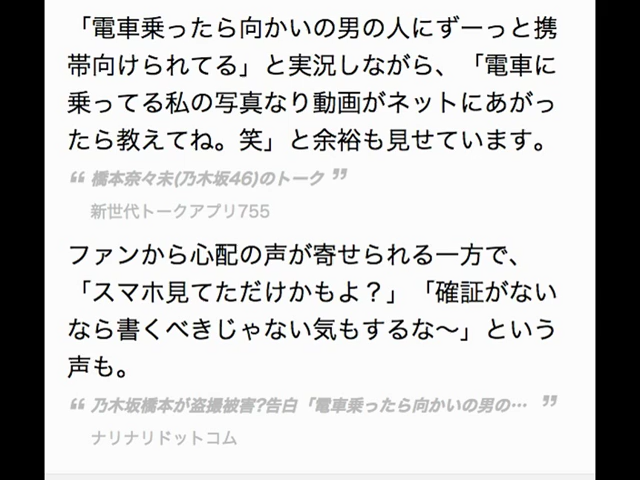 「電車乗ったら向かいの男の人にずーっと携
帯向けられてる」と実況しながら、「電車に
乗ってる私の写真なり動画がネットにあがっ
たら教えてね。笑」と余裕も見せています。
“ 橋本奈々未(乃木坂46)のトーク ”
新世代トークアプリ755
ファンから心配の声が寄せられる一方で、
「スマホ見てただけかもよ？」「確証がない
なら書くべきじゃない気もするな〜」という
声も。
“ 乃木坂橋本が盗撮被害?告白「電車乗ったら向かいの男の… ”
ナリナリドットコム